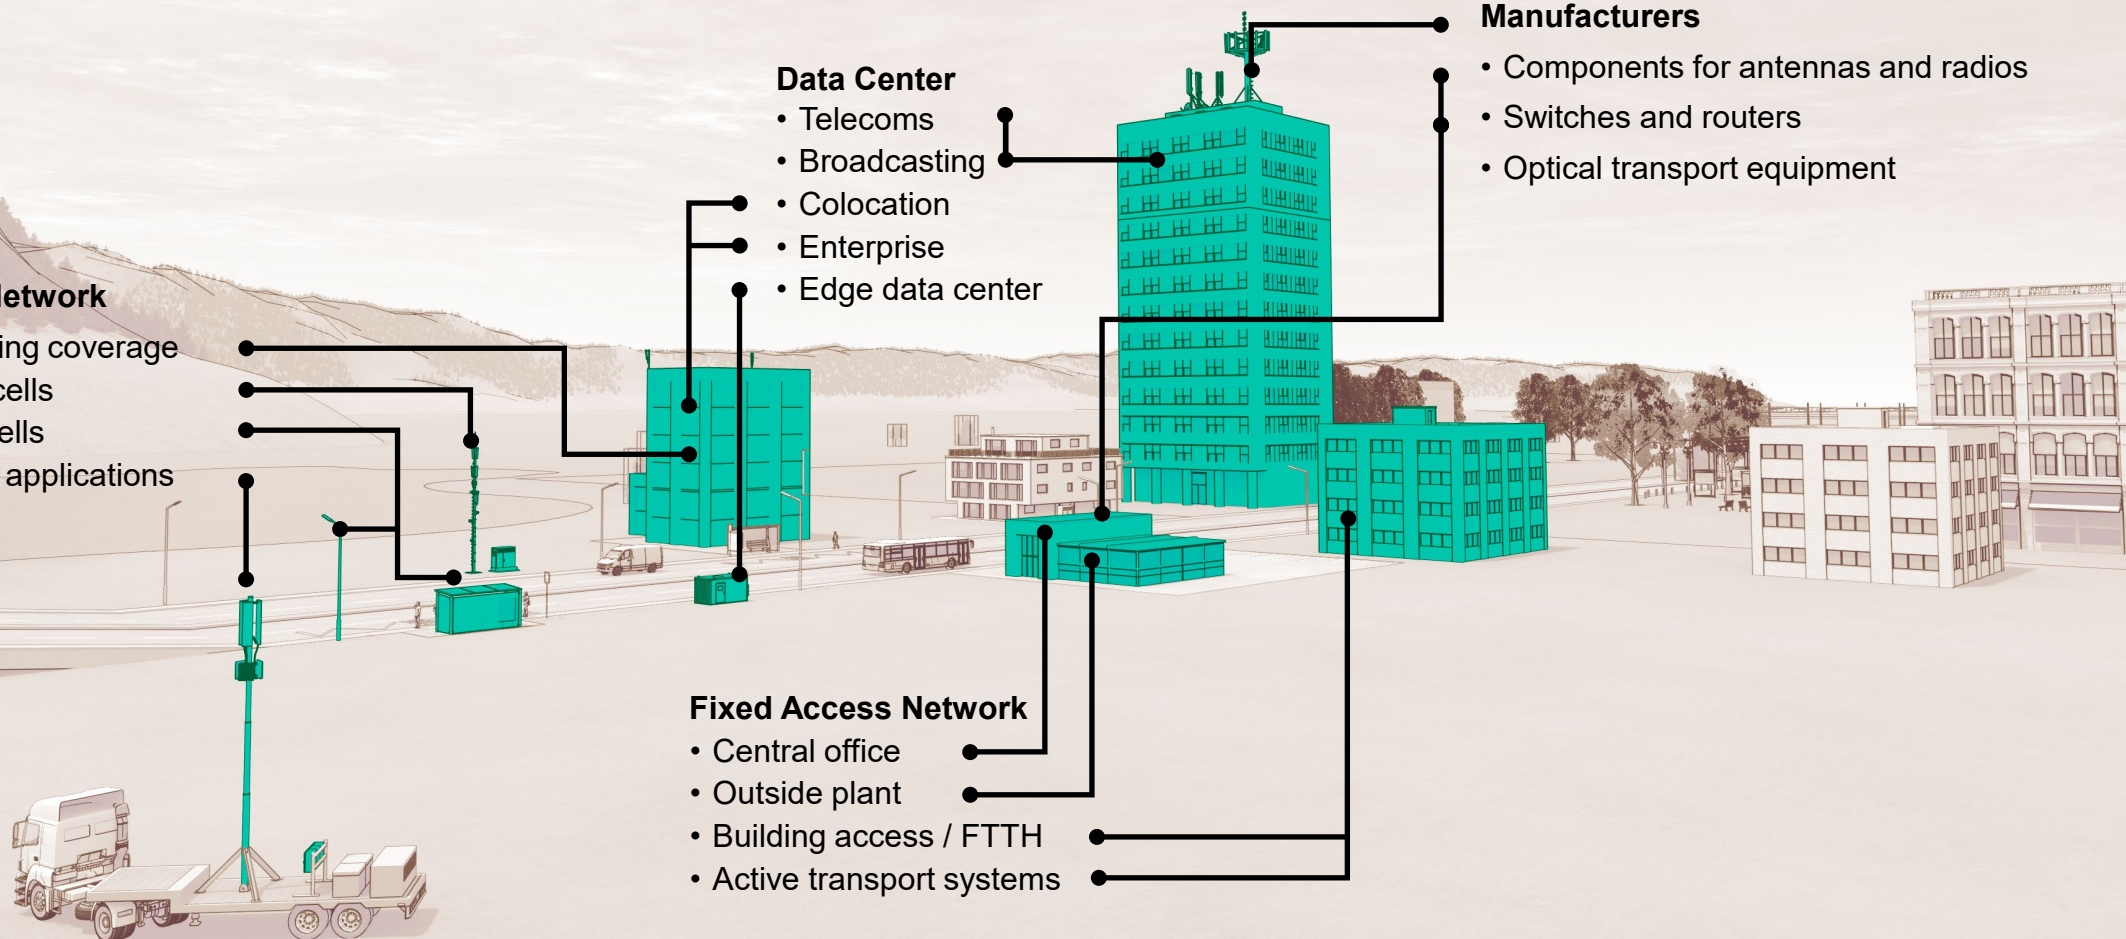 Manufacturers
• Components for antennas and radios
• Switches and routers
• Optical transport equipment
Data Center
• Telecoms
• Broadcasting
• Colocation
• Enterprise
• Edge data center
etwork
ing coverage
cells
ells
applications
Fixed Access Network
• Central office
• Outside plant
• Building access / FTTH
• Active transport systems